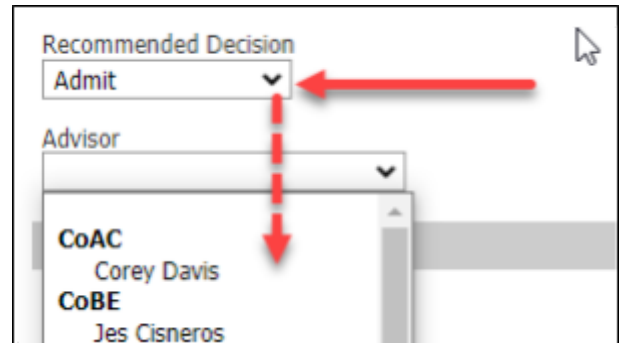 Recommended Decision
Admit
Advisor
CoAC
Corey Davis
CoBE
Jes Cisneros